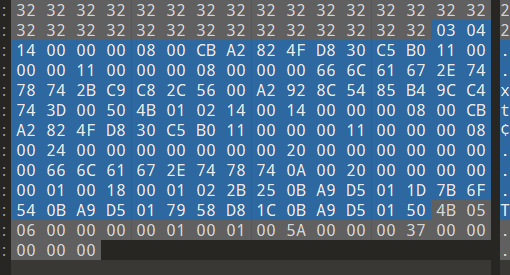 : 32 32 32 32 32 32 32 32 32 32 32 32 32 32 32 32 2
: 32 32 32 32 32 32 32 32 32 32 32 32 32 32 03 04 2
: 14 00 00 00 08 00 CB A2 82 4F D8 30 C5 B0 11 00 .
: 00 00 11 00 00 00 08 00 00 00 66 6C 61 67 2E 74 .
: 78 74 2B C9 C8 2C 56 00 A2 92 8C 54 85 B4 9C C4 x
: 74 3D 00 50 4B 01 02 14 00 14 00 00 00 08 00 CB t
: A2 82 4F D8 30 C5 B0 11 00 00 00 11 00 00 00 08 ¢
: 00 24 00 00 00 00 00 00 00 20 00 00 00 00 00 00 .
: 00 66 6C 61 67 2E 74 78 74 0A 00 20 00 00 00 00 .
: 00 01 00 18 00 01 02 2B 25 0B A9 D5 01 1D 7B 6F .
: 54 0B A9 D5 01 79 58 D8 1C 0B A9 D5 01 50 4B 05 T
: 06 00 00 00 00 01 00 01 00 5A 00 00 00 37 00 00 .
: 00 00 00 .